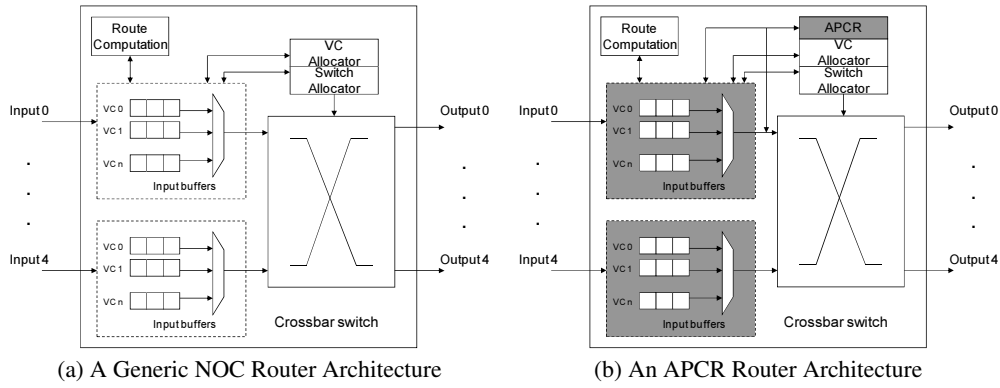 Route
Computation
VC
Allocator
Switch
Allocator
Input 0
VC 0
VC 1
VC n
Input buffers
Output 0
.
.
.
.
.
.
Input 4
VC 0
VC 1
VC n
Input buffers
Output 4
Crossbar switch
(a) A Generic NOC Router Architecture
Route
Computation
APCR
VC
Allocator
Switch
Allocator
Input 0
VC 0
VC 1
VC n
Input buffers
Output 0
.
.
.
.
.
.
Input 4
VC 0
VC 1
VC n
Input buffers
Output 4
Crossbar switch
(b) An APCR Router Architecture